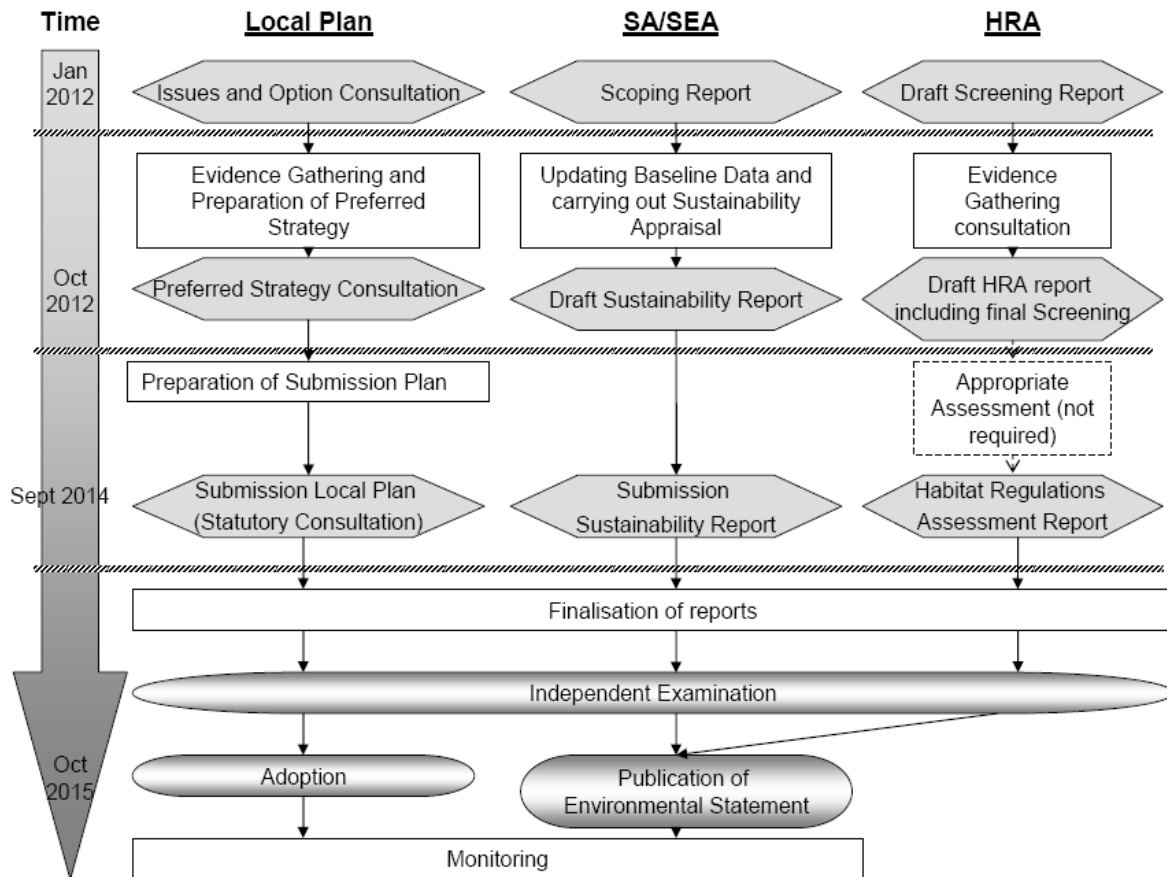 Time
Local Plan
SA/SEA
HRA
Jan
2012
Issues and Option Consultation
Scoping Report
Draft Screening Report
Evidence Gathering and
Preparation of Preferred
Strategy
Updating Baseline Data and
carrying out Sustainability
Appraisal
Evidence
Gathering
consultation
Oct
2012
Preferred Strategy Consultation
Draft Sustainability Report
Draft HRA report
including final Screening
Preparation of Submission Plan
Appropriate
Assessment (not
required)
Sept 2014
Submission Local Plan
(Statutory Consultation)
Submission
Sustainability Report
Habitat Regulations
Assessment Report
Finalisation of reports
Independent Examination
Oct
2015
Adoption
Publication of
Environmental Statement
Monitoring